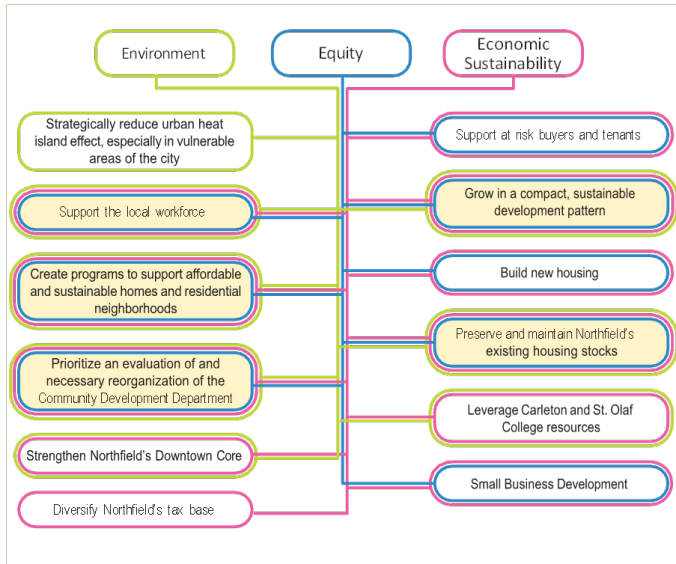 Environment
Equity
Economic
Sustainability
Strategically reduce urban heat
island effect, especially in vulnerable
areas of the city
Support the local workforce
Create programs to support affordable
and sustainable homes and residential
neighborhoods
Prioritize an evaluation of and
necessary reorganization of the
Community Development Department
Strengthen Northfield's Downtown Core
Diversify Northfield's tax base
Support at risk buyers and tenants
Grow in a compact, sustainable
development pattern
Build new housing
Preserve and maintain Northfield's
existing housing stocks
Leverage Carleton and St. Olaf
College resources
Small Business Development